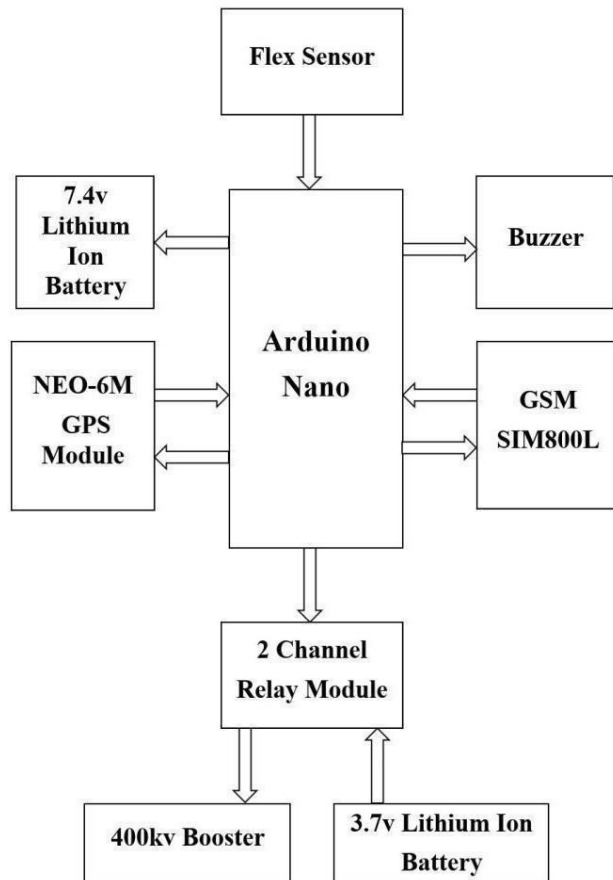 Flex Sensor
7.4v
Lithium
Ion
Battery
Buzzer
Arduino
Nano
NEO-6M
GPS
Module
GSM
SIM800L
2 Channel
Relay Module
400kv Booster
3.7v Lithium Ion
Battery